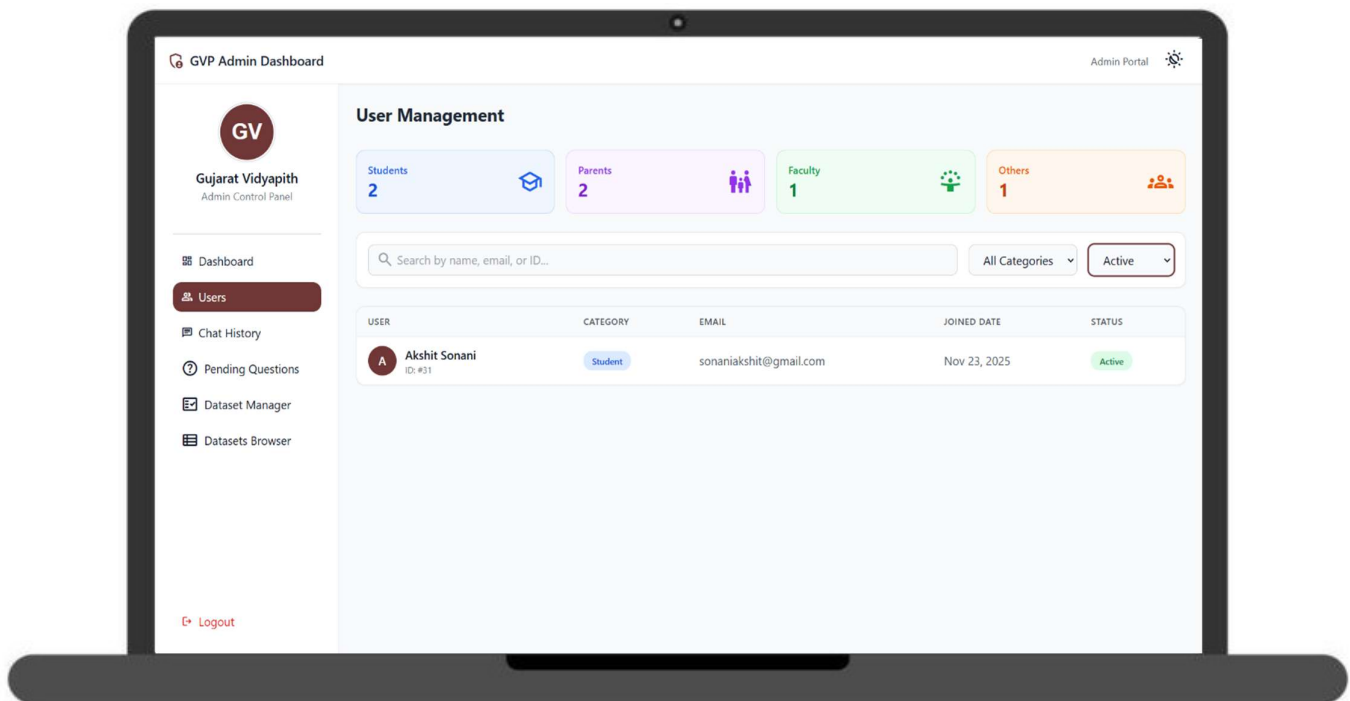 GVP Admin Dashboard
Admin Portal
GV
Gujarat Vidyapith
Admin Control Panel
Dashboard
Users
Chat History
Pending Questions
Dataset Manager
Datasets Browser
Logout
User Management
Students
2
Parents
2
Faculty
1
Others
1
Search by name, email, or ID...
All Categories
Active
USER CATEGORY EMAIL JOINED DATE STATUS
A Akshit Sonani Student sonaniakshit@gmail.com Nov 23, 2025 Active
ID: #31